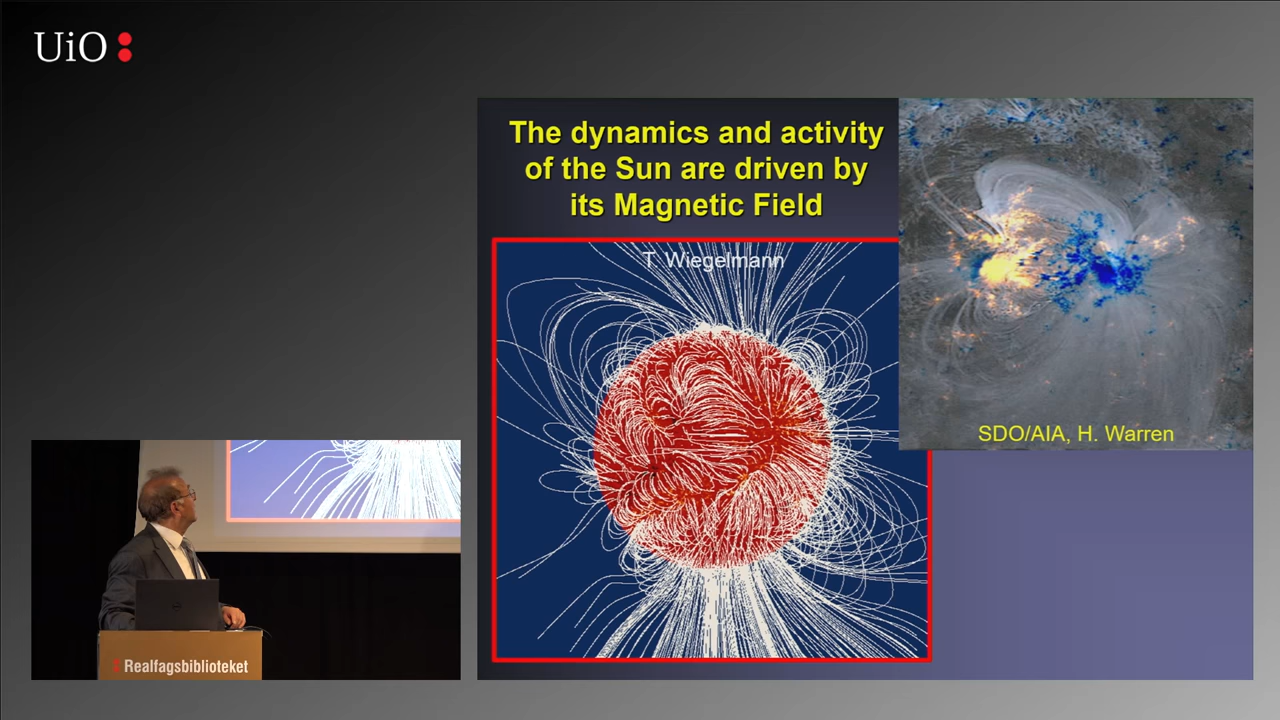 UiO
The dynamics and activity
of the Sun are driven by
its Magnetic Field
T. Wiegelmann
SDO/AIA, H. Warren
Realfagsbiblioteket